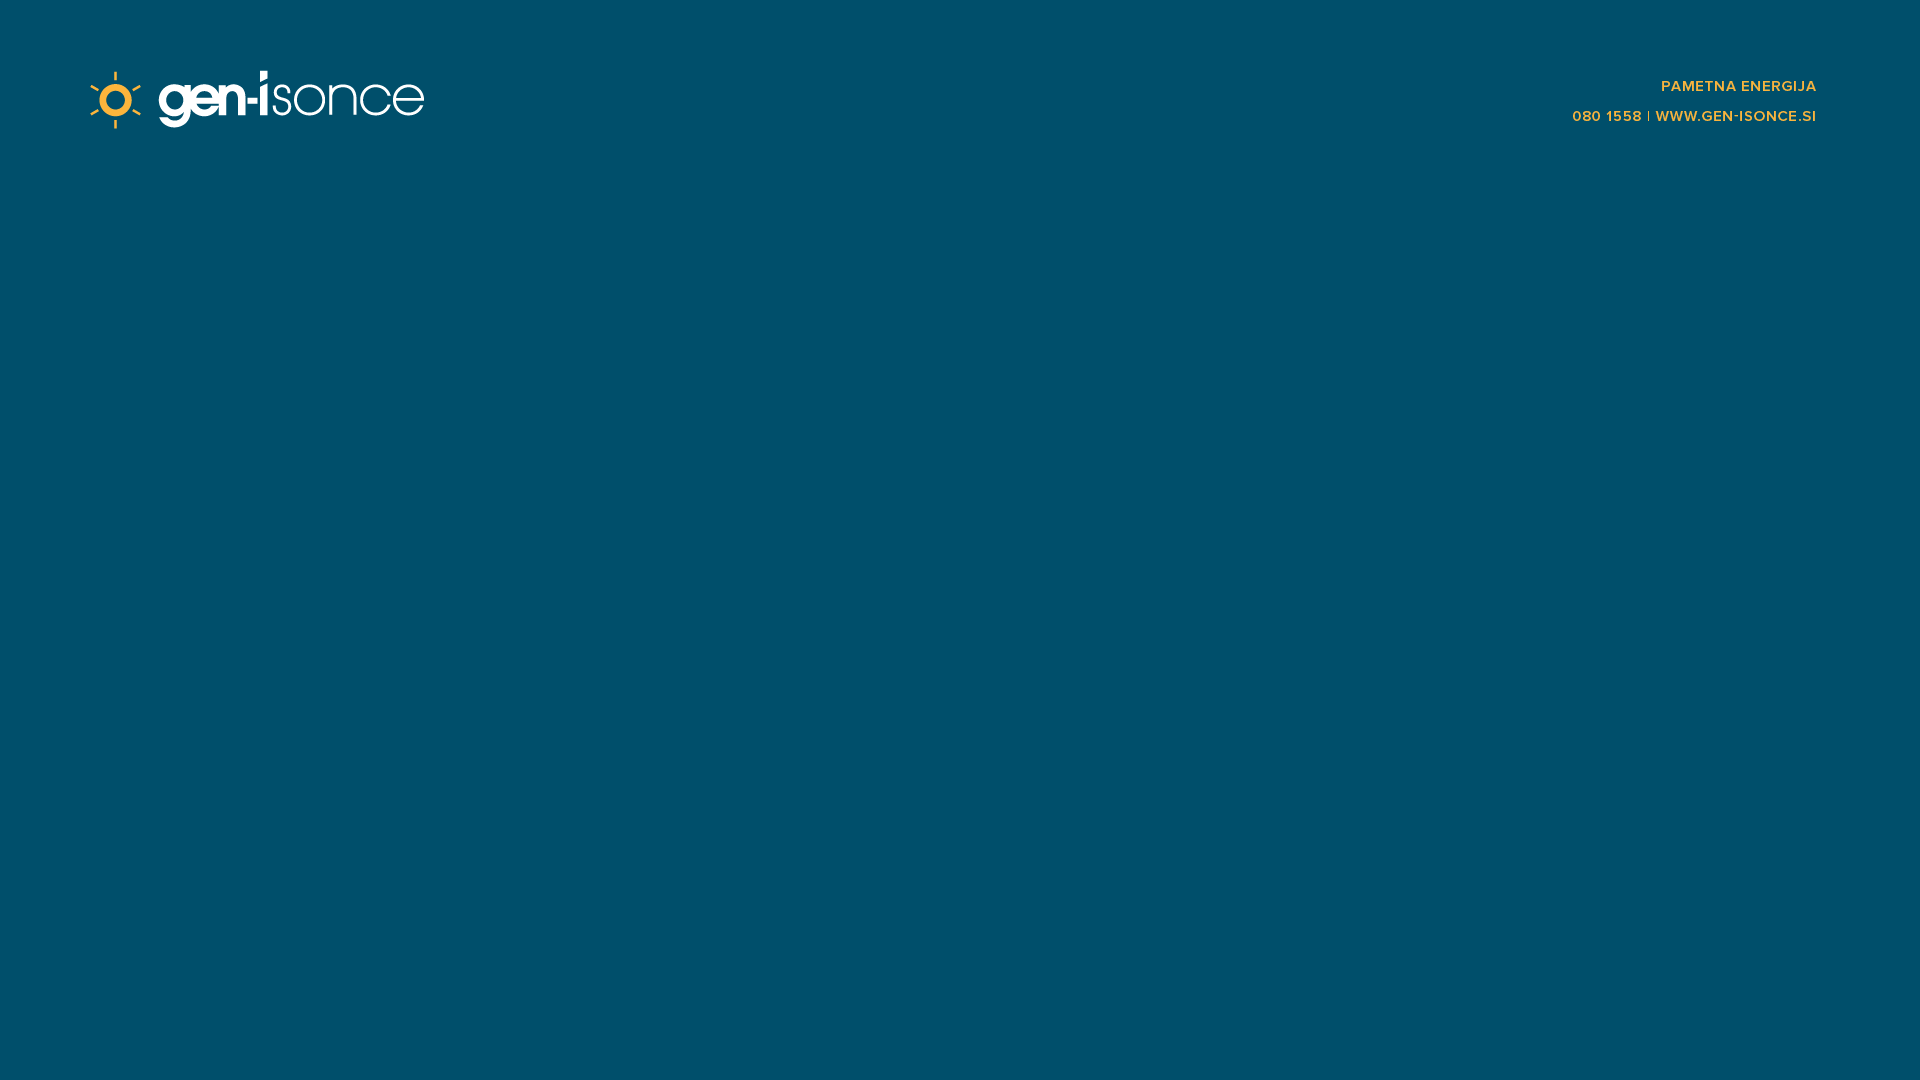 gen-isonce
PAMETNA ENERGIJA
080 1558 | WWW.GEN-ISONCE.SI